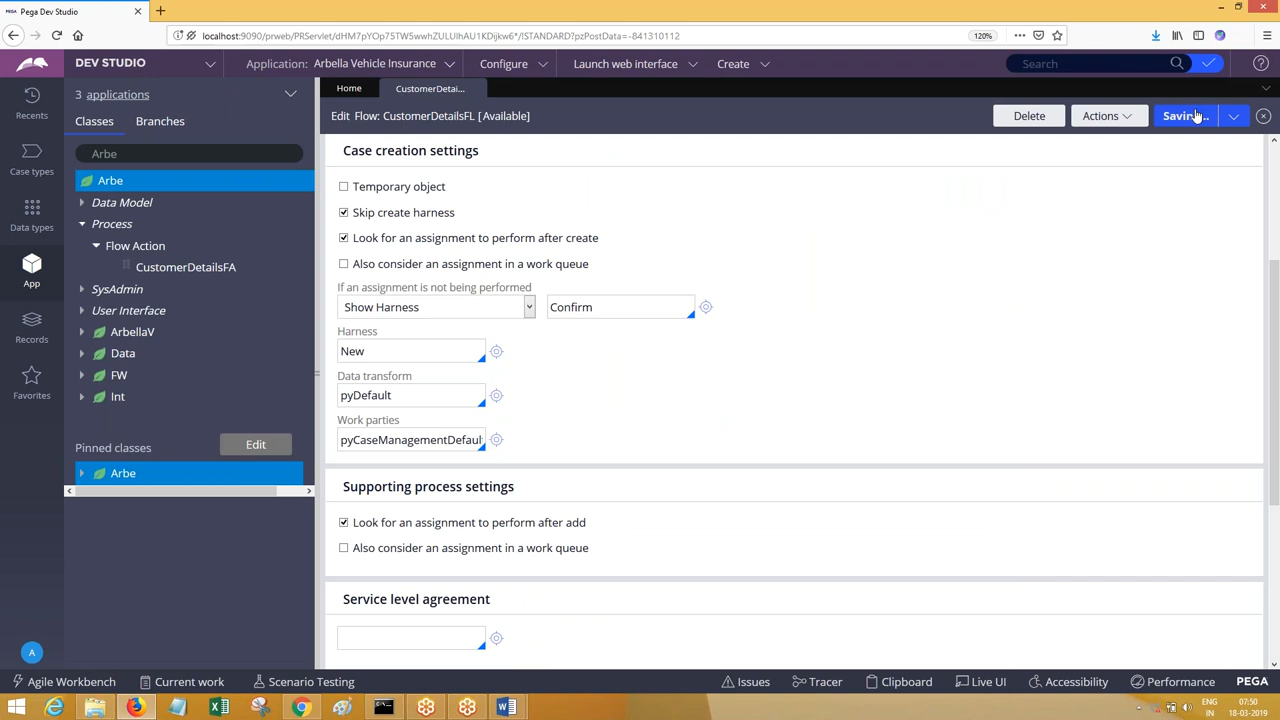 Pega Dev Studio
localhost:9090/prweb/PRServlet/dHM7pYOp75TW5wwhZULUlhAU1KDijkw6*/!STANDARD?pzPostData=-841310112
120%
PEGA
DEV STUDIO
Application: Arbella Vehicle Insurance
Configure
Launch web interface
Create
Search
3 applications
Home
CustomerDetai...
Recents
Classes
Branches
Edit Flow: CustomerDetailsFL [Available]
Delete
Actions
Saving...
Case types
Arbe
Arbe
Data Model
Process
Flow Action
CustomerDetailsFA
SysAdmin
User Interface
ArbellaV
Data
FW
Int
Data types
App
Records
Favorites
Pinned classes
Edit
Arbe
Case creation settings
Temporary object
Skip create harness
Look for an assignment to perform after create
Also consider an assignment in a work queue
If an assignment is not being performed
Show Harness
Confirm
Harness
New
Data transform
pyDefault
Work parties
pyCaseManagementDefaul
Supporting process settings
Look for an assignment to perform after add
Also consider an assignment in a work queue
Service level agreement
A
Agile Workbench
Current work
Scenario Testing
Issues
Tracer
Clipboard
Live UI
Accessibility
Performance
PEGA
ENG
IN
07:50
18-03-2019